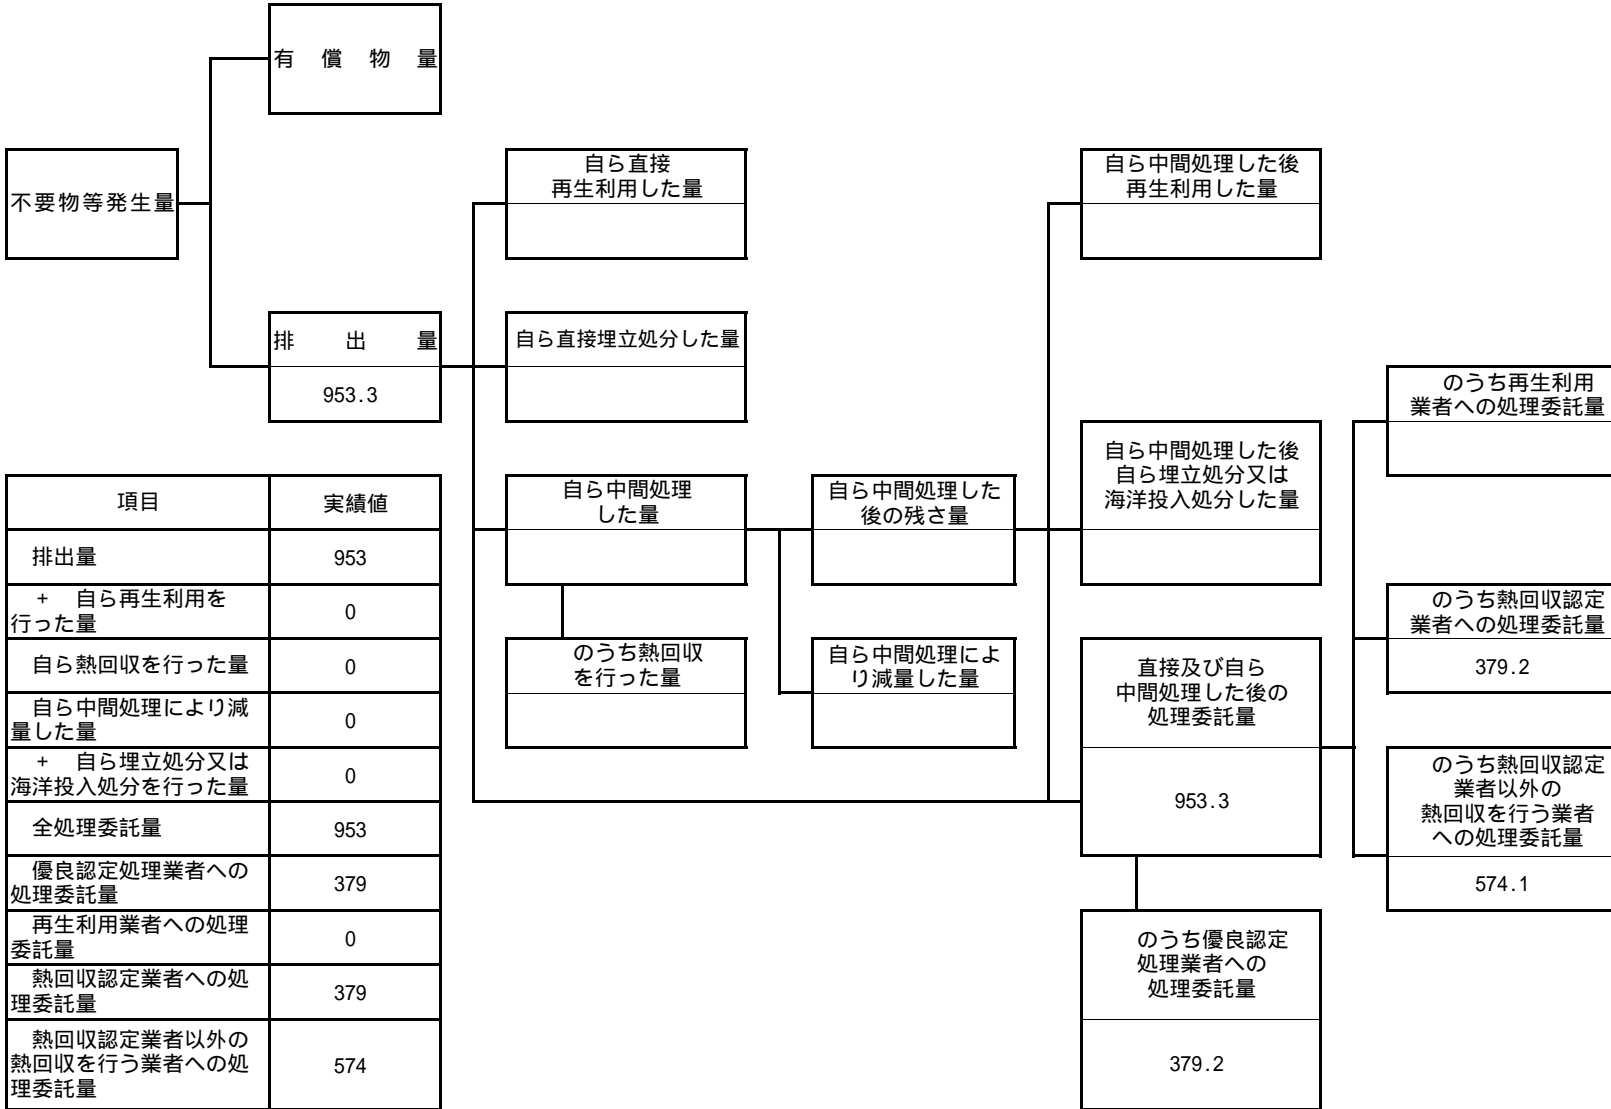 有 償 物 量
不要物等発生量
自ら直接
再生利用した量
自ら中間処理した後
再生利用した量
排 出 量
953.3
自ら直接埋立処分した量
のうち再生利用
業者への処理委託量
自ら中間処理した後
自ら埋立処分又は
海洋投入処分した量
自ら中間処理
した量
自ら中間処理した
後の残さ量
のうち熱回収認定
業者への処理委託量
379.2
のうち熱回収
を行った量
自ら中間処理によ
り減量した量
直接及び自ら
中間処理した後の
処理委託量
953.3
のうち熱回収認定
業者以外の
熱回収を行う業者
への処理委託量
574.1
のうち優良認定
処理業者への
処理委託量
379.2
項目 実績値
排出量 953
+ 自ら再生利用を
行った量 0
自ら熱回収を行った量 0
自ら中間処理により減
量した量 0
+ 自ら埋立処分又は
海洋投入処分を行った量 0
全処理委託量 953
優良認定処理業者への
処理委託量 379
再生利用業者への処理
委託量 0
熱回収認定業者への処
理委託量 379
熱回収認定業者以外の
熱回収を行う業者への処
理委託量 574